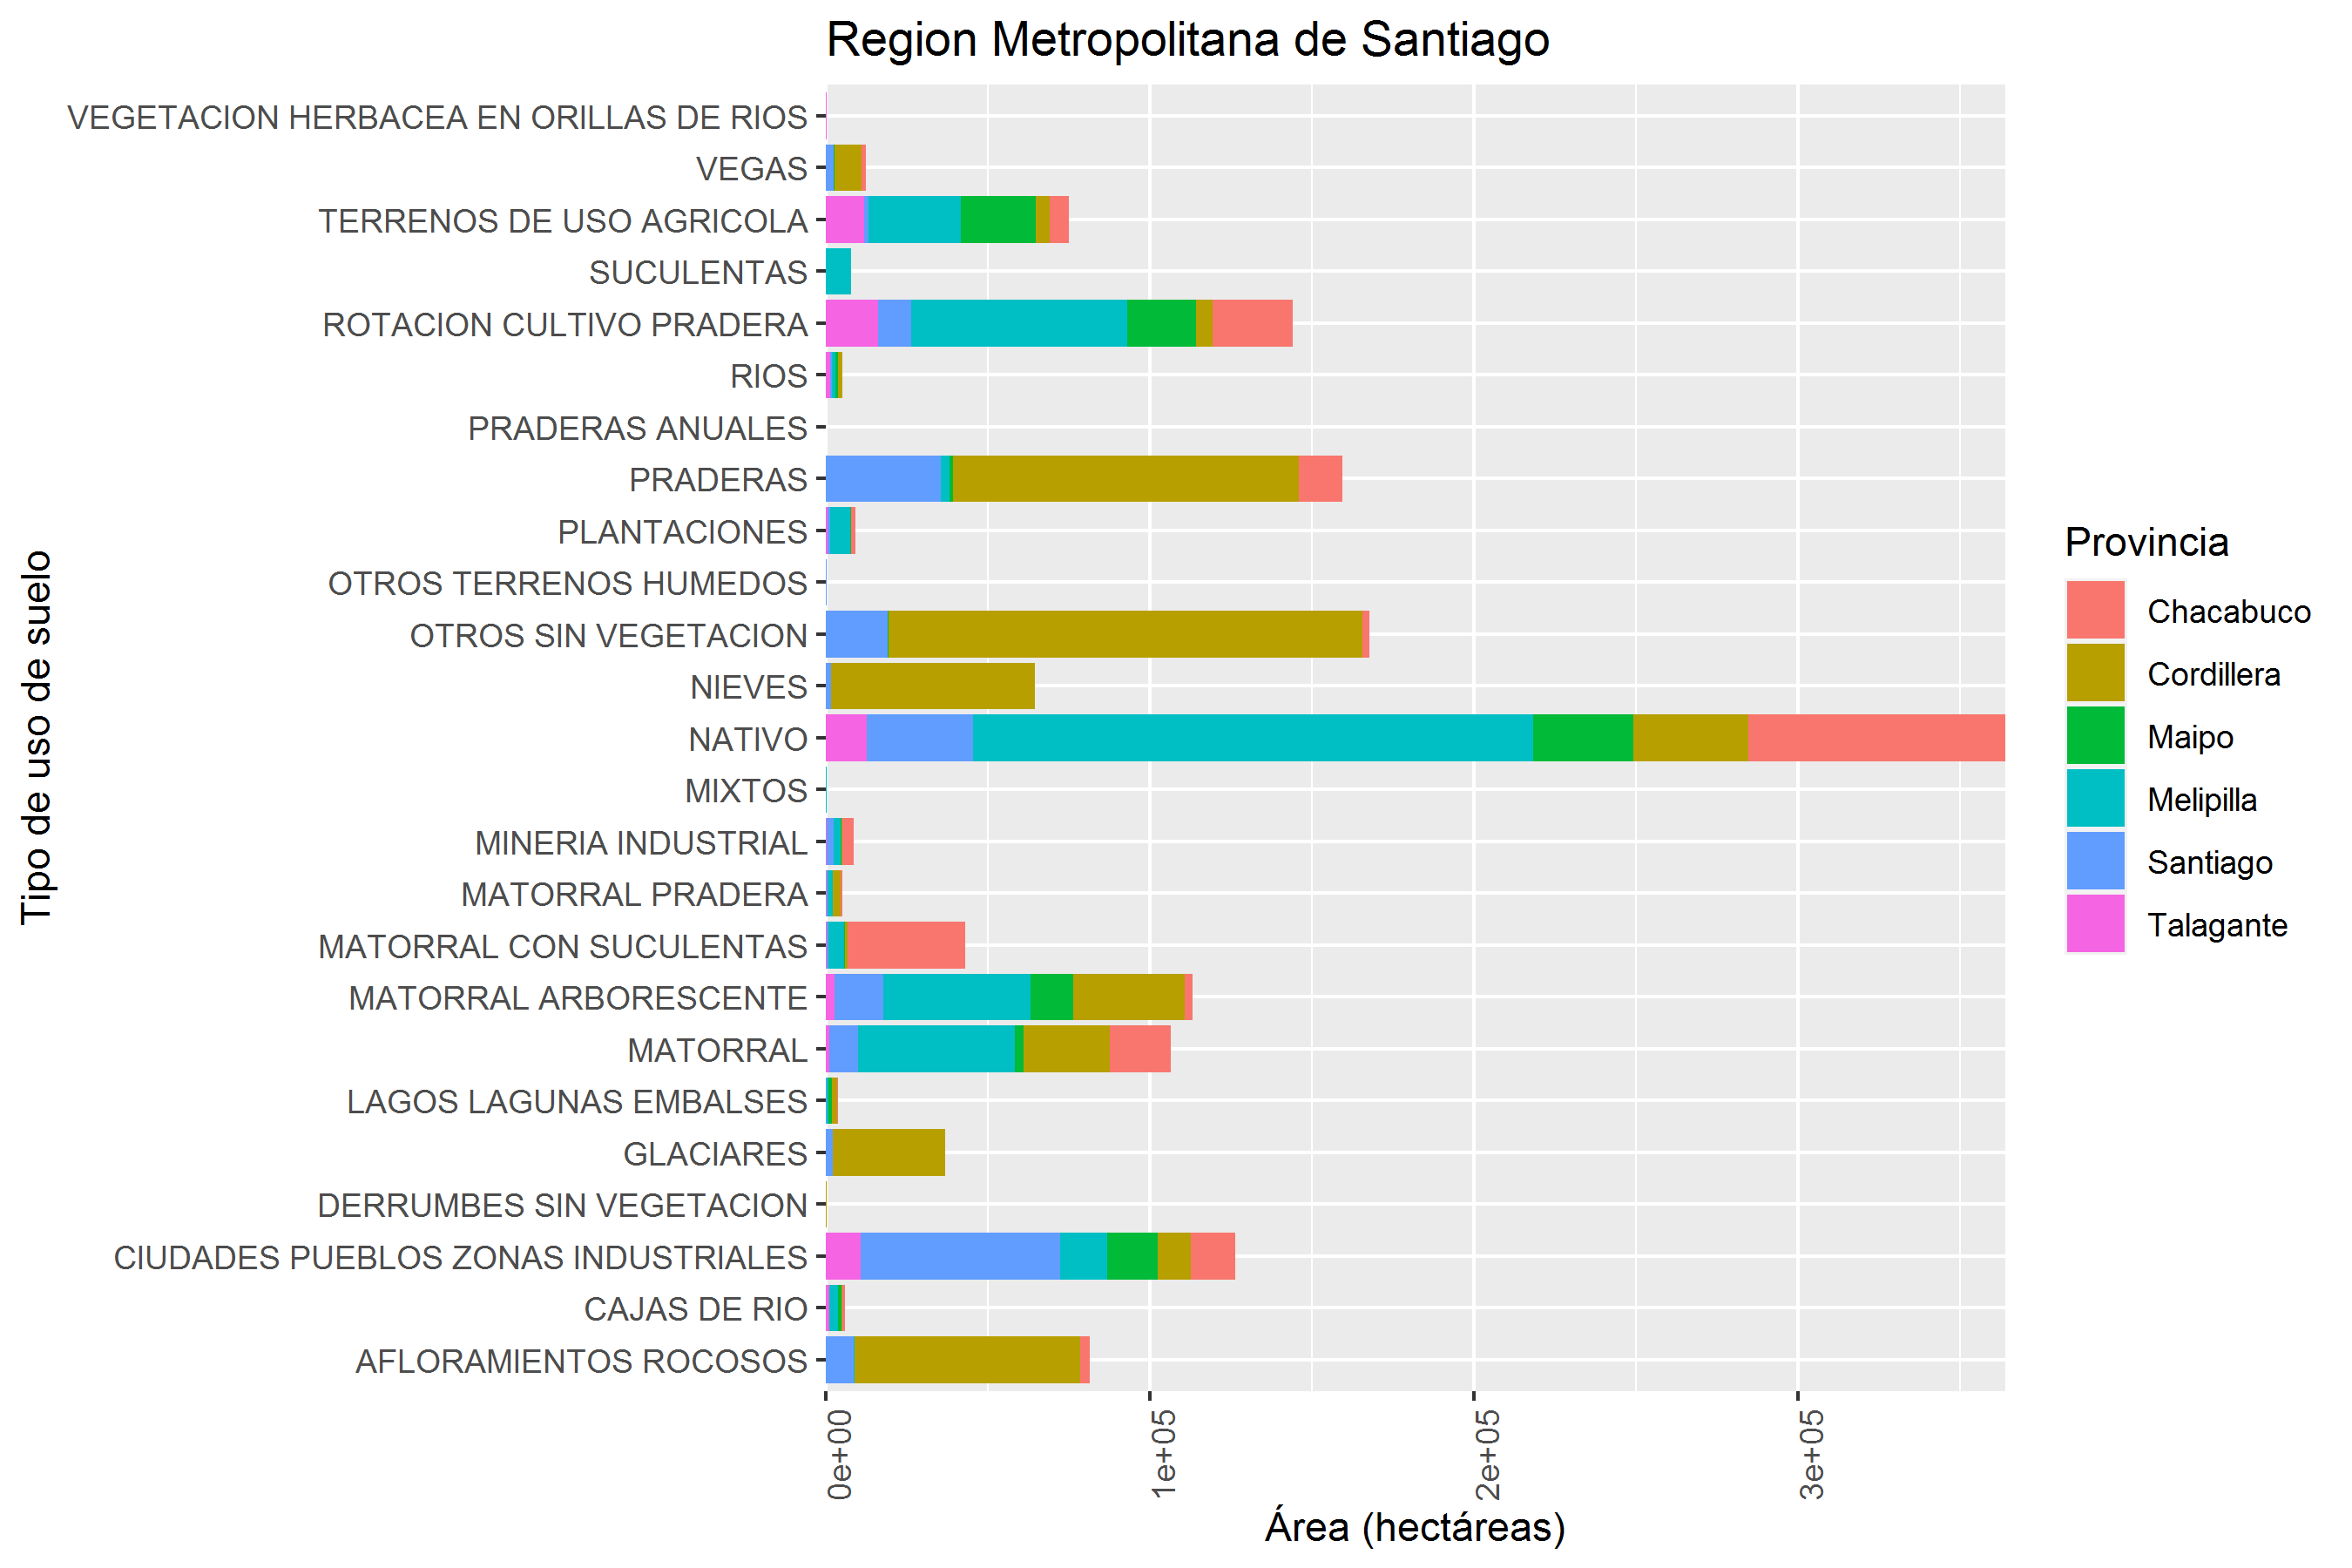 Region Metropolitana de Santiago
VEGETACION HERBACEA EN ORILLAS DE RIOS
VEGAS
TERRENOS DE USO AGRICOLA
SUCULENTAS
ROTACION CULTIVO PRADERA
RIOS
PRADERAS ANUALES
PRADERAS
PLANTACIONES
OTROS TERRENOS HUMEDOS
OTROS SIN VEGETACION
NIEVES
NATIVO
MIXTOS
MINERIA INDUSTRIAL
MATORRAL PRADERA
MATORRAL CON SUCULENTAS
MATORRAL ARBORESCENTE
MATORRAL
LAGOS LAGUNAS EMBALSES
GLACIARES
DERRUMBES SIN VEGETACION
CIUDADES PUEBLOS ZONAS INDUSTRIALES
CAJAS DE RIO
AFLORAMIENTOS ROCOSOS
Tipo de uso de suelo
0e+00
1e+05
2e+05
3e+05
Área (hectáreas)
Provincia
Chacabuco
Cordillera
Maipo
Melipilla
Santiago
Talagante